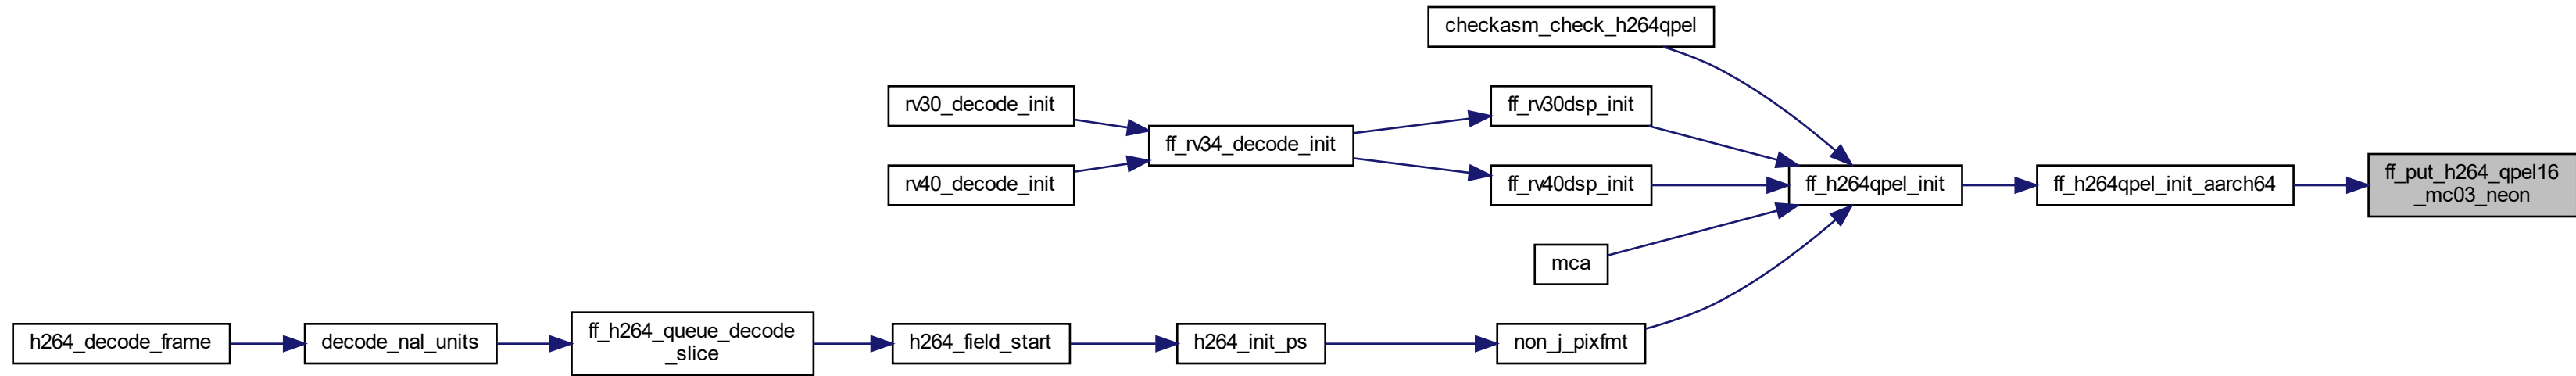 checkasm_check_h264qpel
rv30_decode_init
ff_rv30dsp_init
ff_rv34_decode_init
rv40_decode_init
ff_rv40dsp_init
ff_h264qpel_init
ff_h264qpel_init_aarch64
ff_put_h264_qpel16
_mc03_neon
mca
h264_decode_frame
decode_nal_units
ff_h264_queue_decode
_slice
h264_field_start
h264_init_ps
non_j_pixfmt